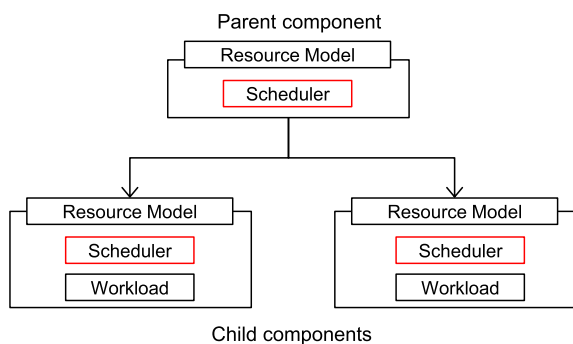 Parent component
Resource Model
Scheduler
Resource Model
Resource Model
Scheduler
Scheduler
Workload
Workload
Child components